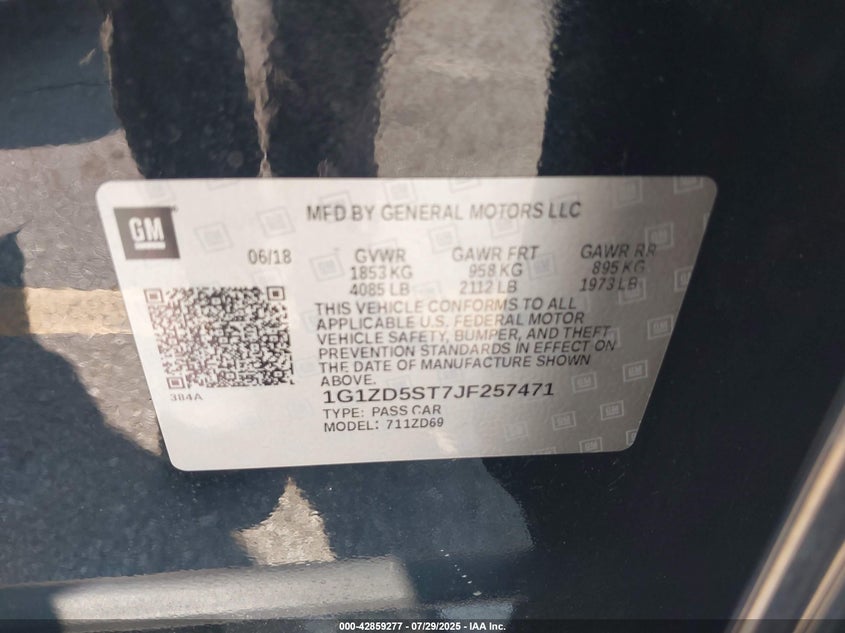 GM
MFD BY GENERAL MOTORS LLC
06/18 GVWR GAWR FRT GAWR RR
1853 KG 958 KG 895 KG
4085 LB 2112 LB 1973 LB
THIS VEHICLE CONFORMS TO ALL
APPLICABLE U.S. FEDERAL MOTOR
VEHICLE SAFETY, BUMPER, AND THEFT
PREVENTION STANDARDS IN EFFECT ON
THE DATE OF MANUFACTURE SHOWN
ABOVE.
384A
1G1ZD5ST7JF257471
TYPE: PASS CAR
MODEL: 711ZD69
000-42859277 - 07/29/2025 - IAA Inc.